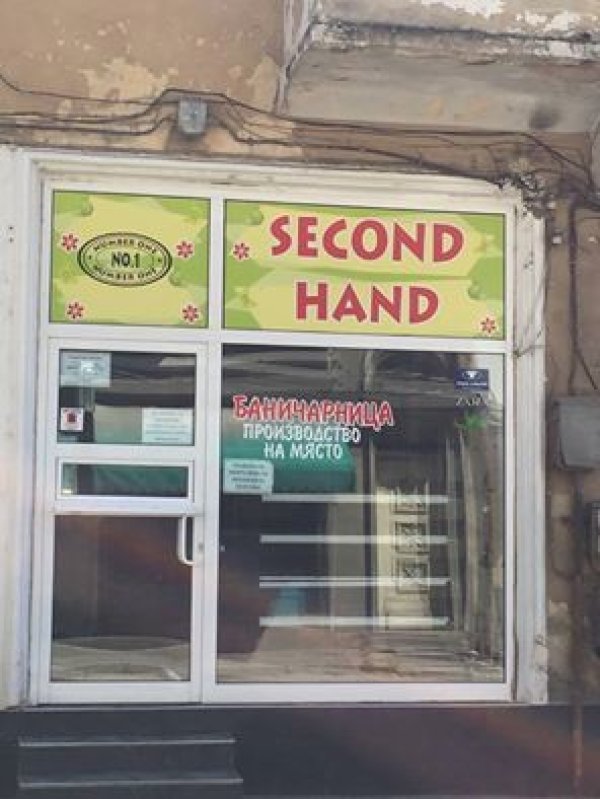 NUMBER ONE
NO.1
NUMBER ONE
SECOND
HAND
БАНИЧАРНИЦА
ПРОИЗВОДСТВО
НА МЯСТО